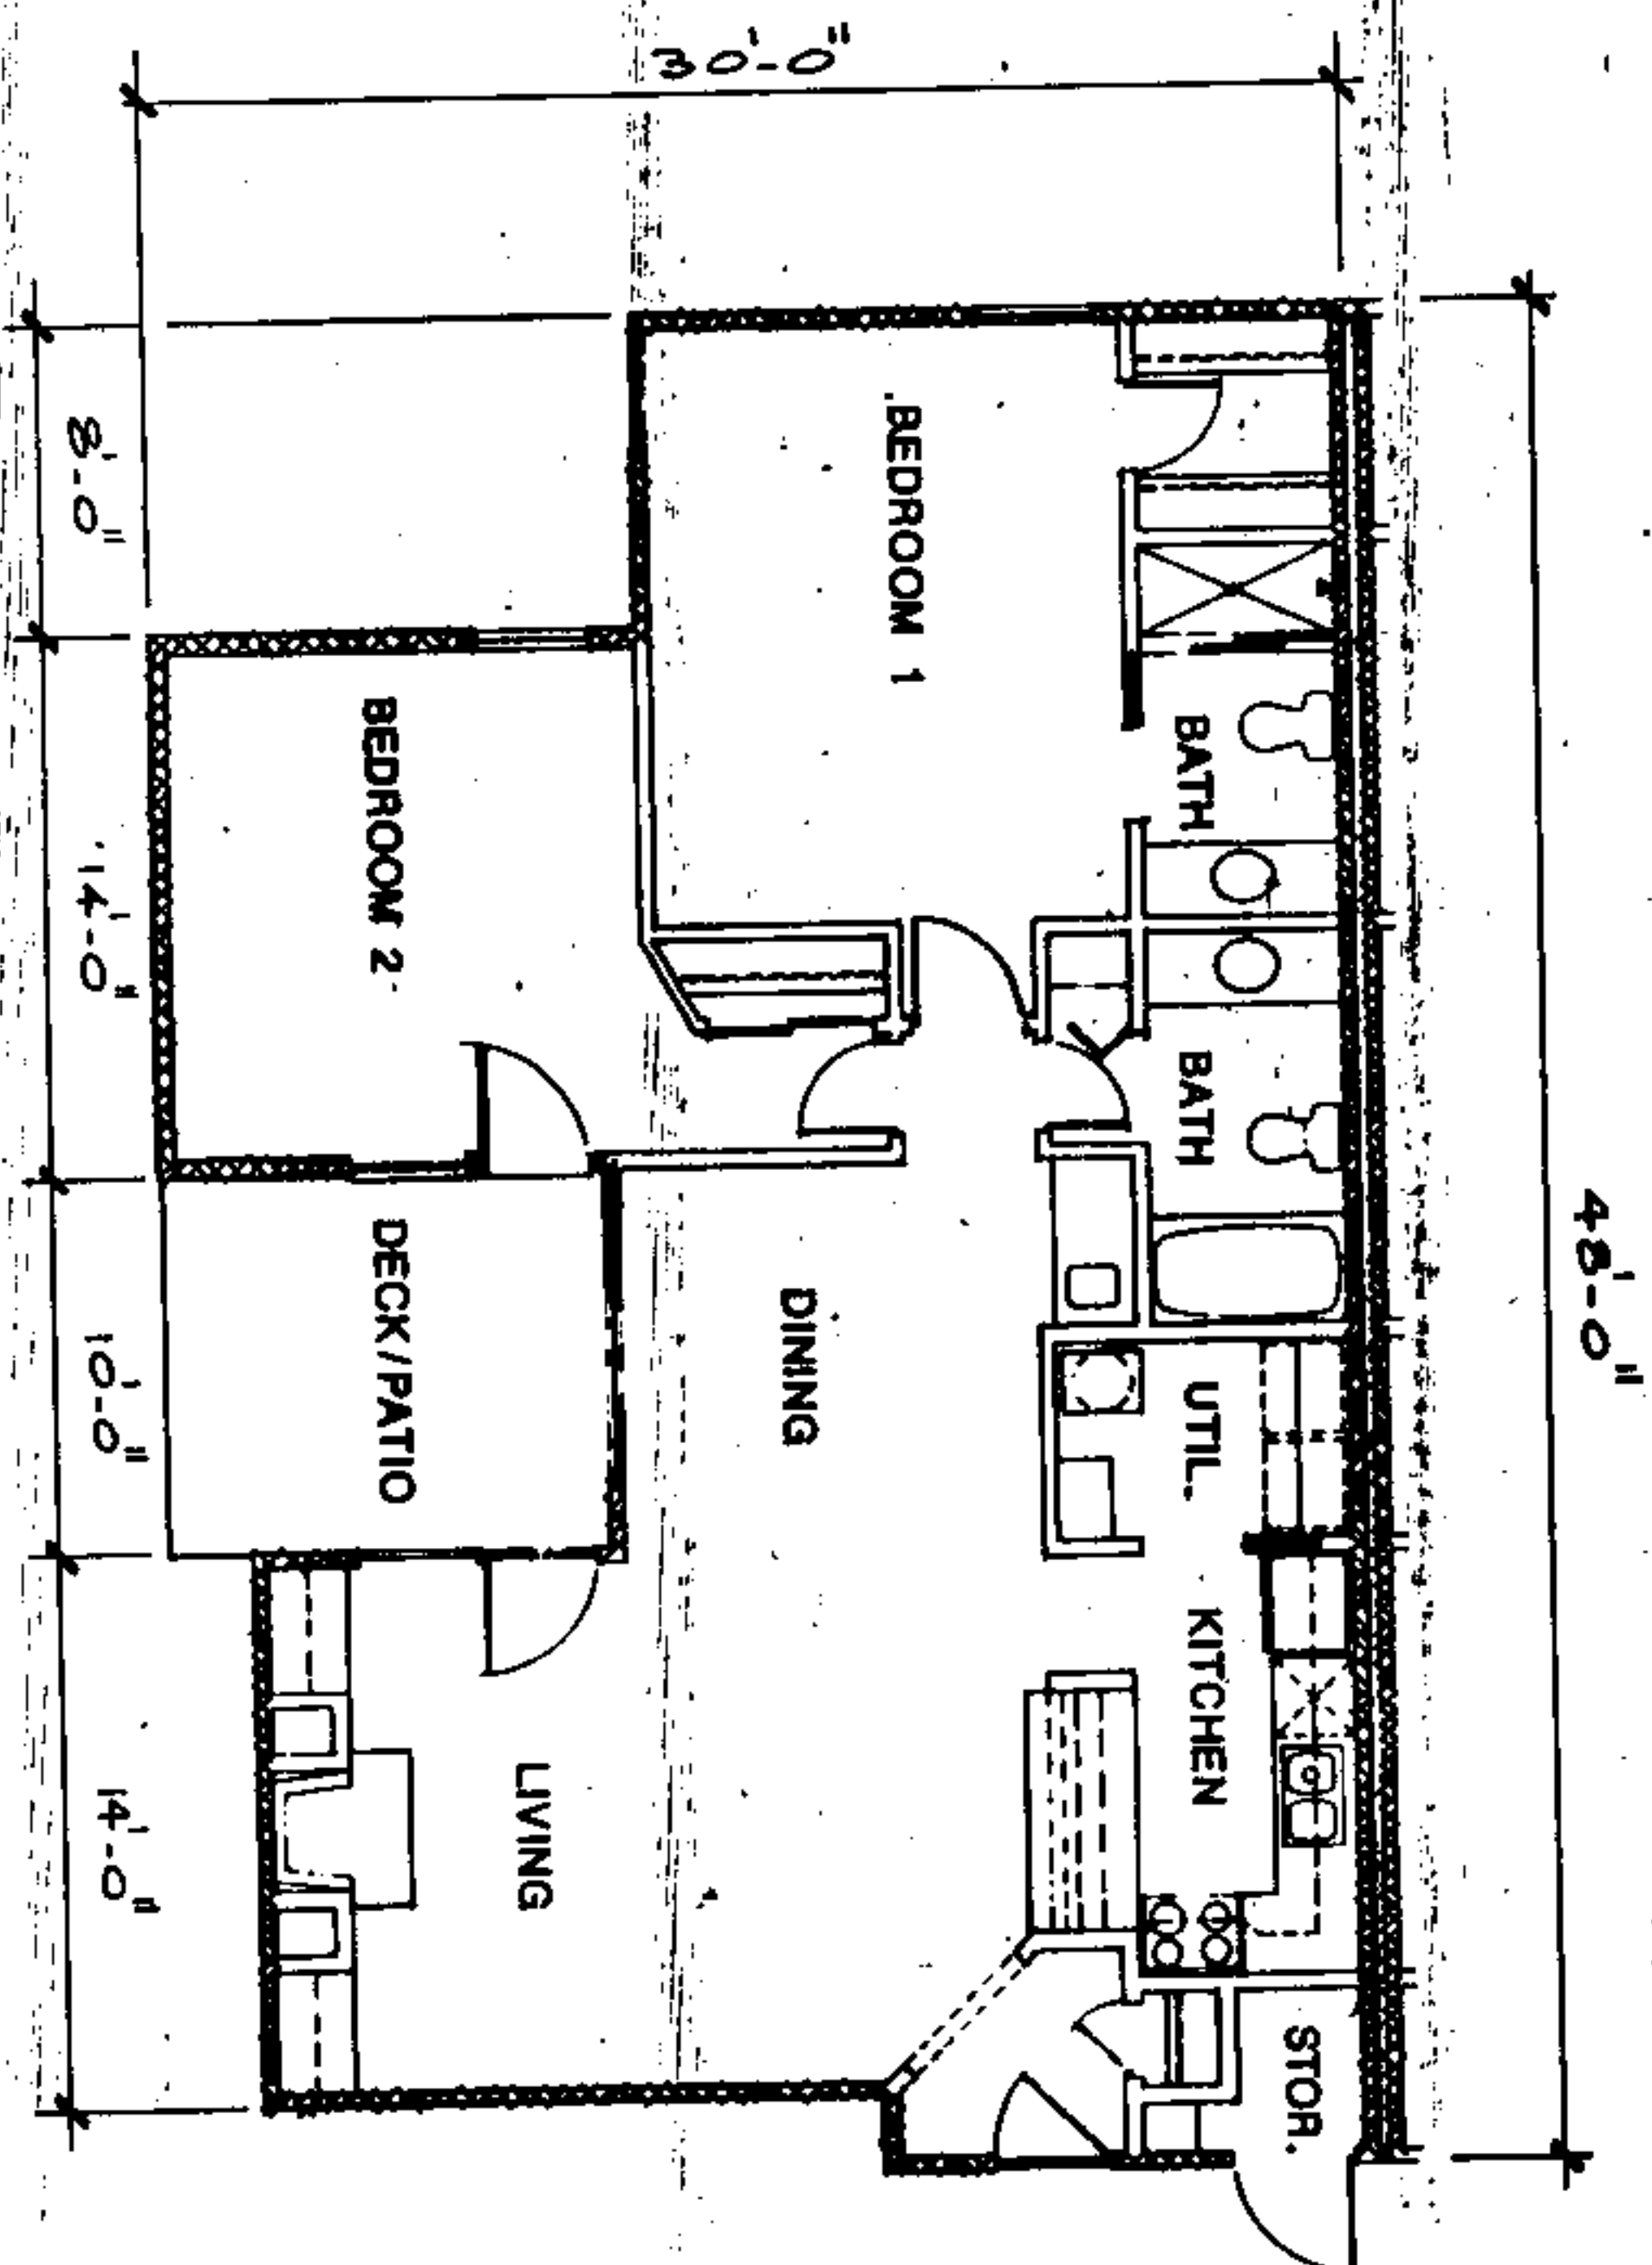 30'-0"
48'-0"
8'-0"
14'-0"
10'-0"
14'-0"
BEDROOM 1
BATH
BATH
UTIL.
KITCHEN
STOR.
BEDROOM 2
DINING
DECK/PATIO
LIVING